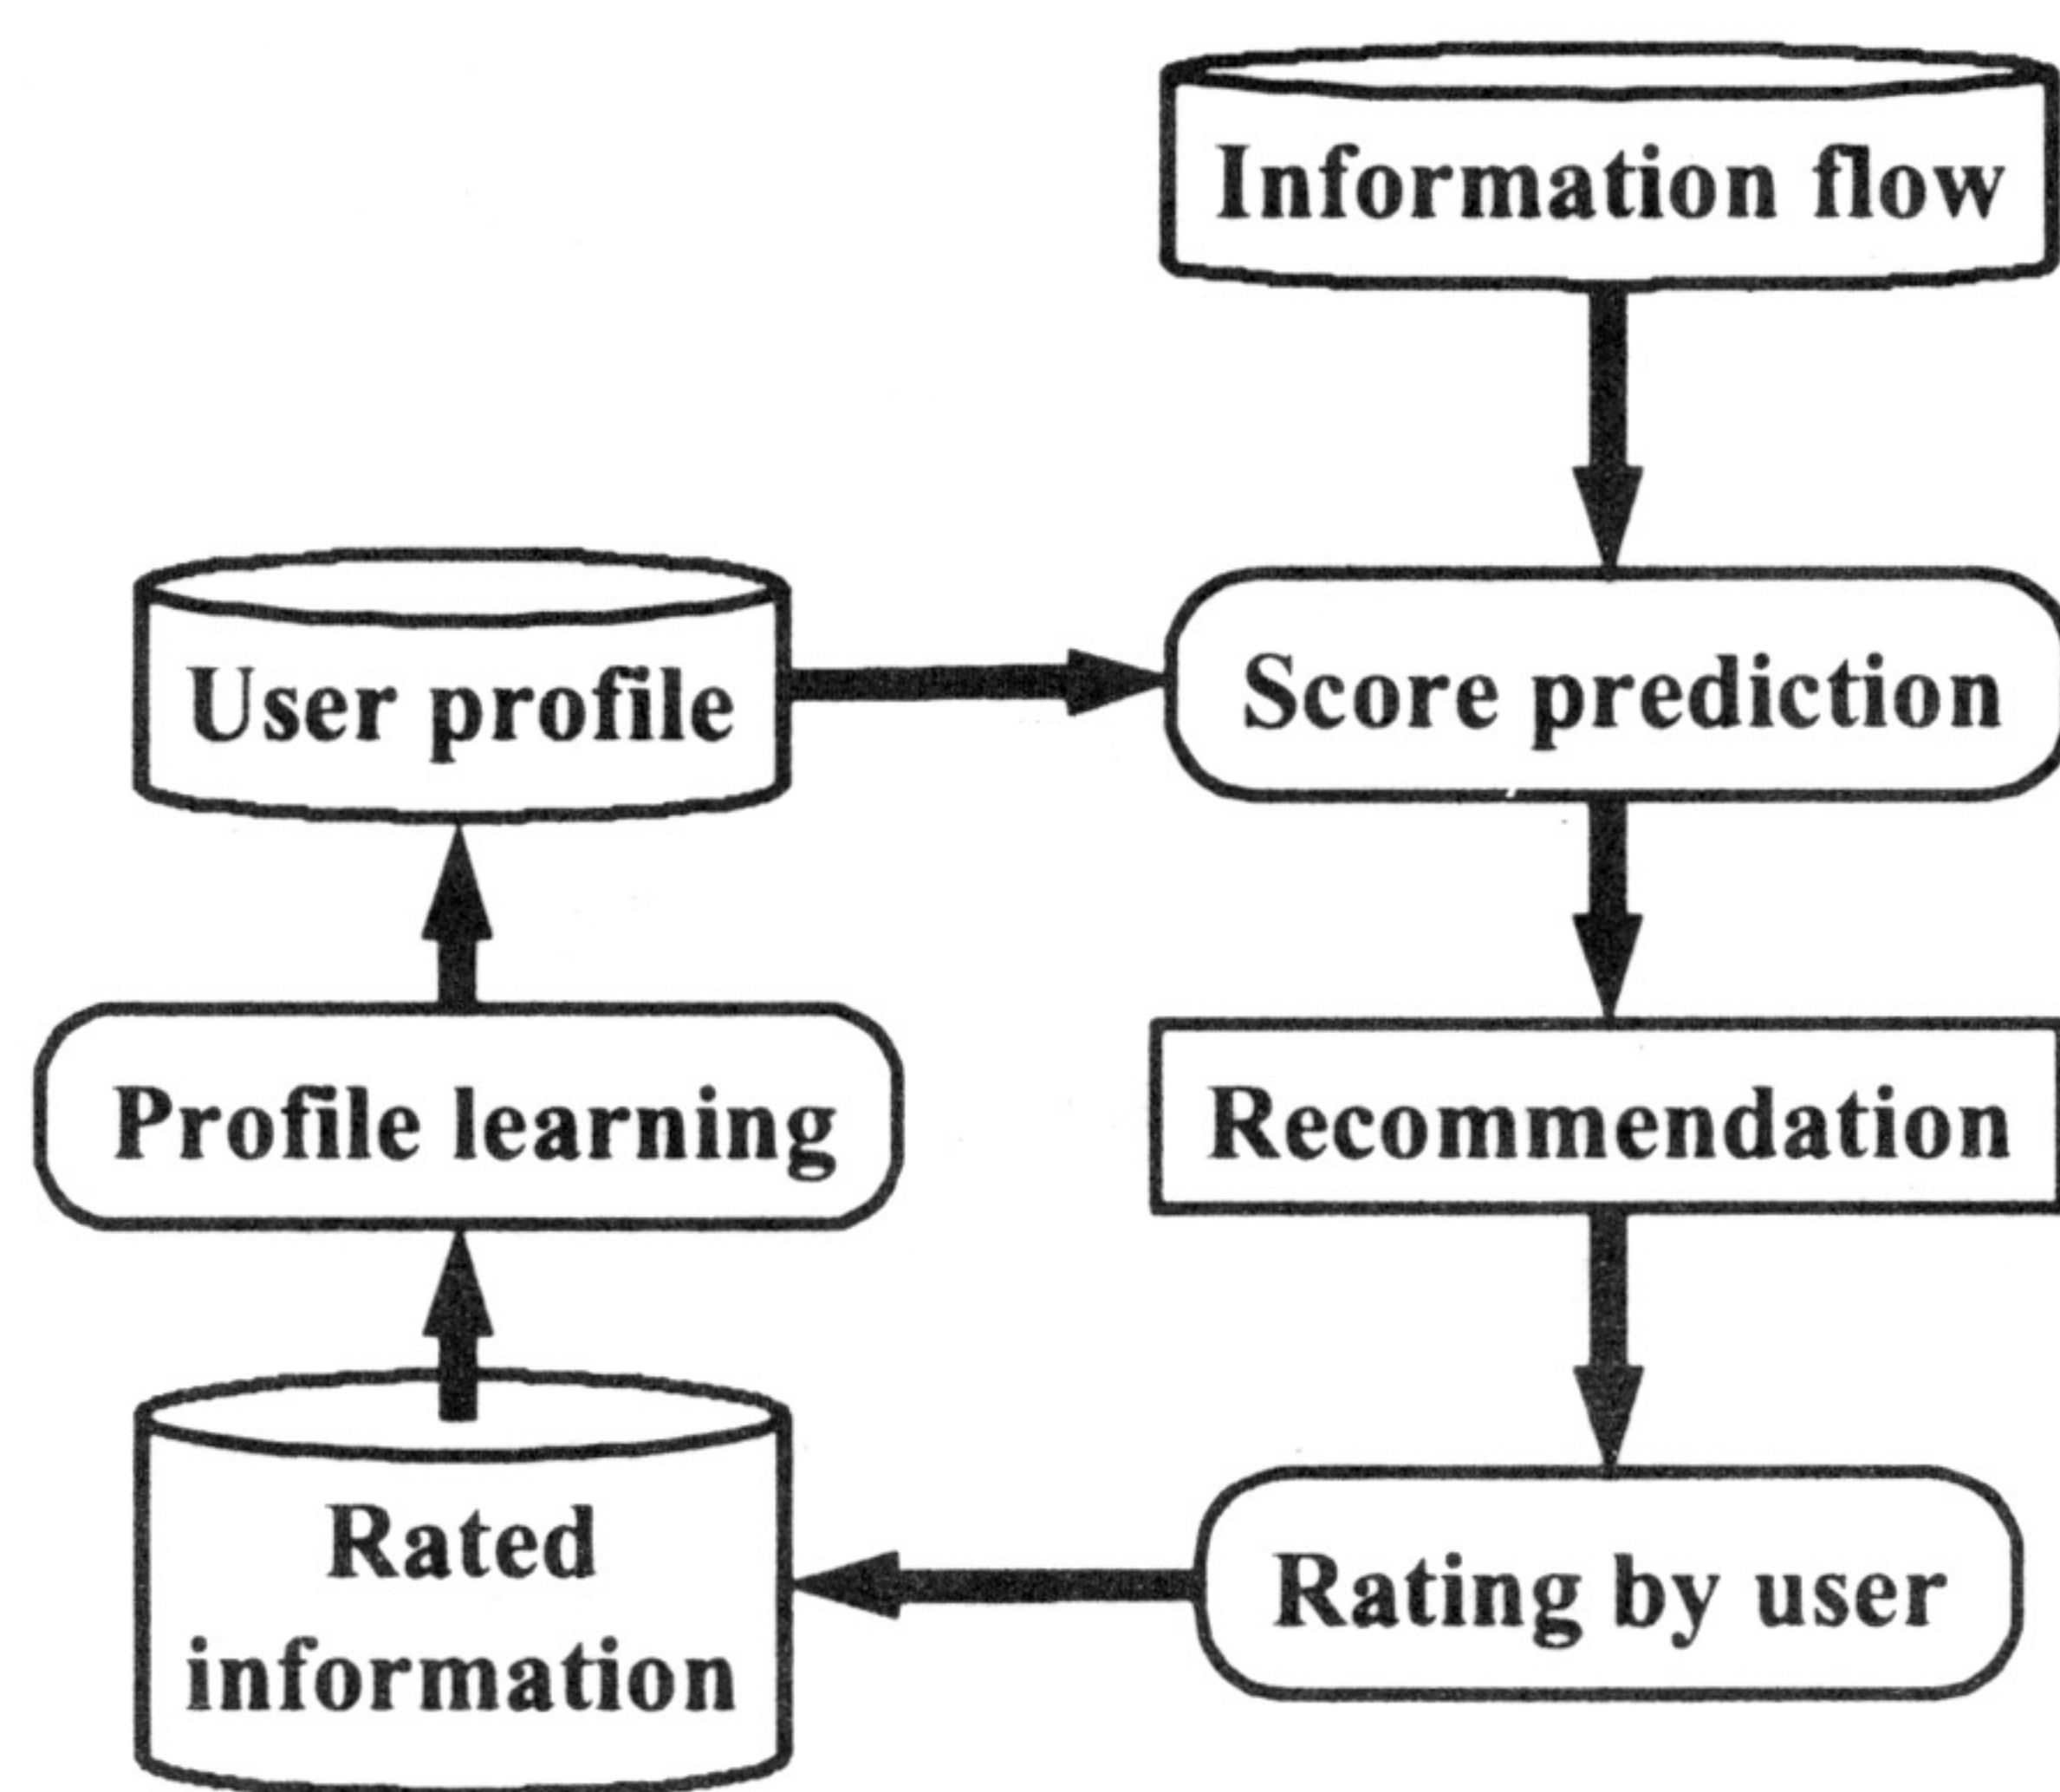 Information flow
User profile
Score prediction
Profile learning
Recommendation
Rated
information
Rating by user